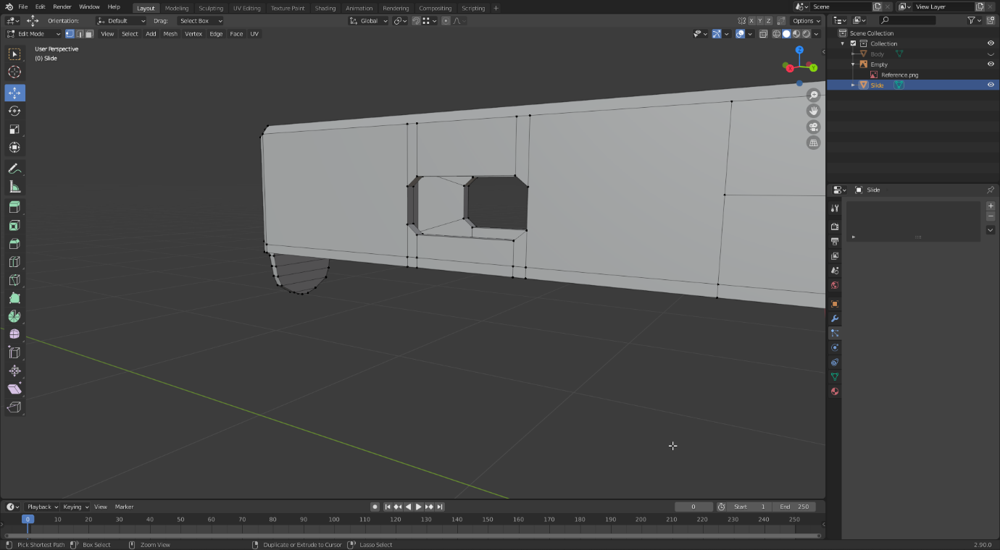 File Edit Render Window Help Layout Modeling Sculpting UV Editing Texture Paint Shading Animation Rendering Compositing Scripting + Scene View Layer
Orientation: Default Drag: Select Box Global X Y Z Options
Edit Mode View Select Add Mesh Vertex Edge Face UV
User Perspective
(0) Slide
Z
X Y
Scene Collection
Collection
Body
Empty
Reference.png
Slide
Slide
Playback Keying View Marker 0 Start 1 End 250
0 10 20 30 40 50 60 70 80 90 100 110 120 130 140 150 160 170 180 190 200 210 220 230 240 250
Pick Shortest Path Box Select Zoom View Duplicate or Extrude to Cursor Lasso Select 2.90.0